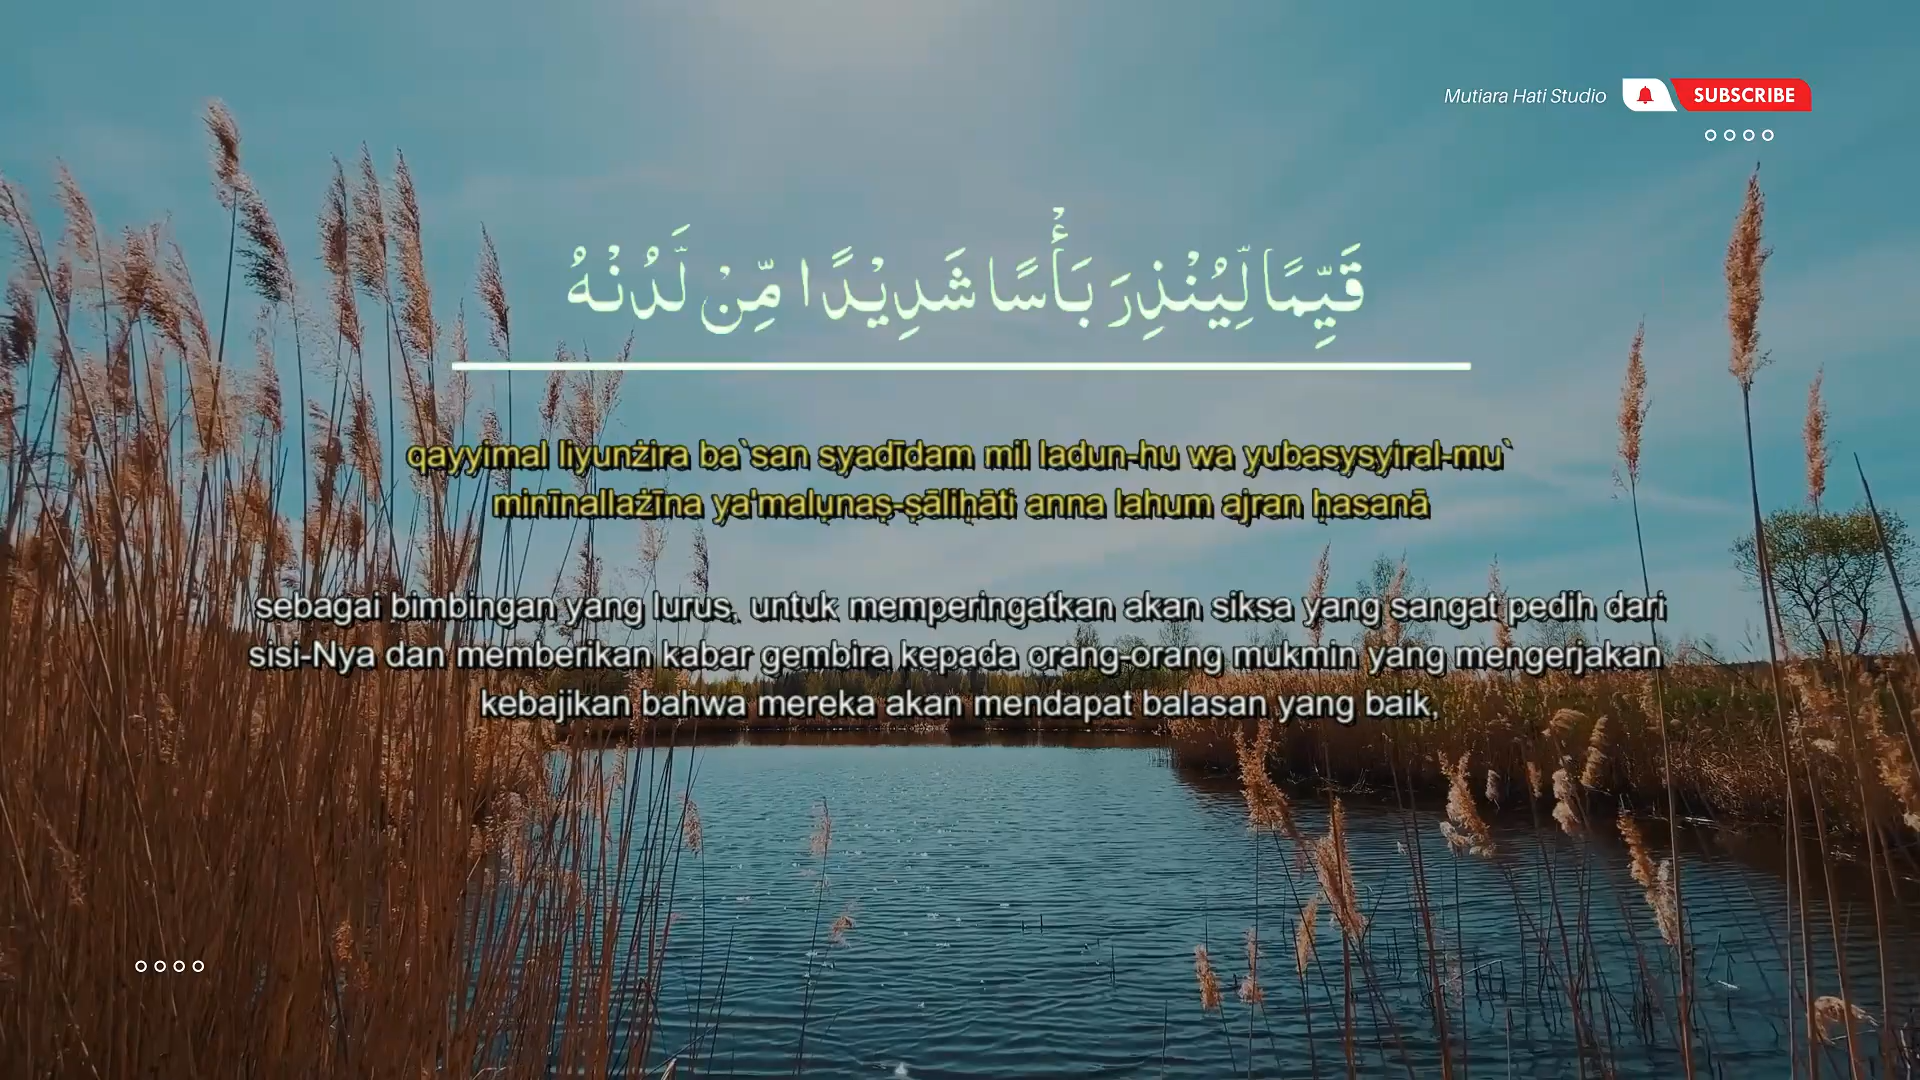 Mutiara Hati Studio
SUBSCRIBE
قَيِّمًا لِّيُنْذِرَ بَأْسًا شَدِيْدًا مِّنْ لَّدُنْهُ
qayyimal liyunżira ba`san syadīdam mil ladun-hu wa yubasysyiral-mu`
minīnallażīna ya'malụnaṣ-ṣāliḥāti anna lahum ajran ḥasanā
sebagai bimbingan yang lurus, untuk memperingatkan akan siksa yang sangat pedih dari
sisi-Nya dan memberikan kabar gembira kepada orang-orang mukmin yang mengerjakan
kebajikan bahwa mereka akan mendapat balasan yang baik,